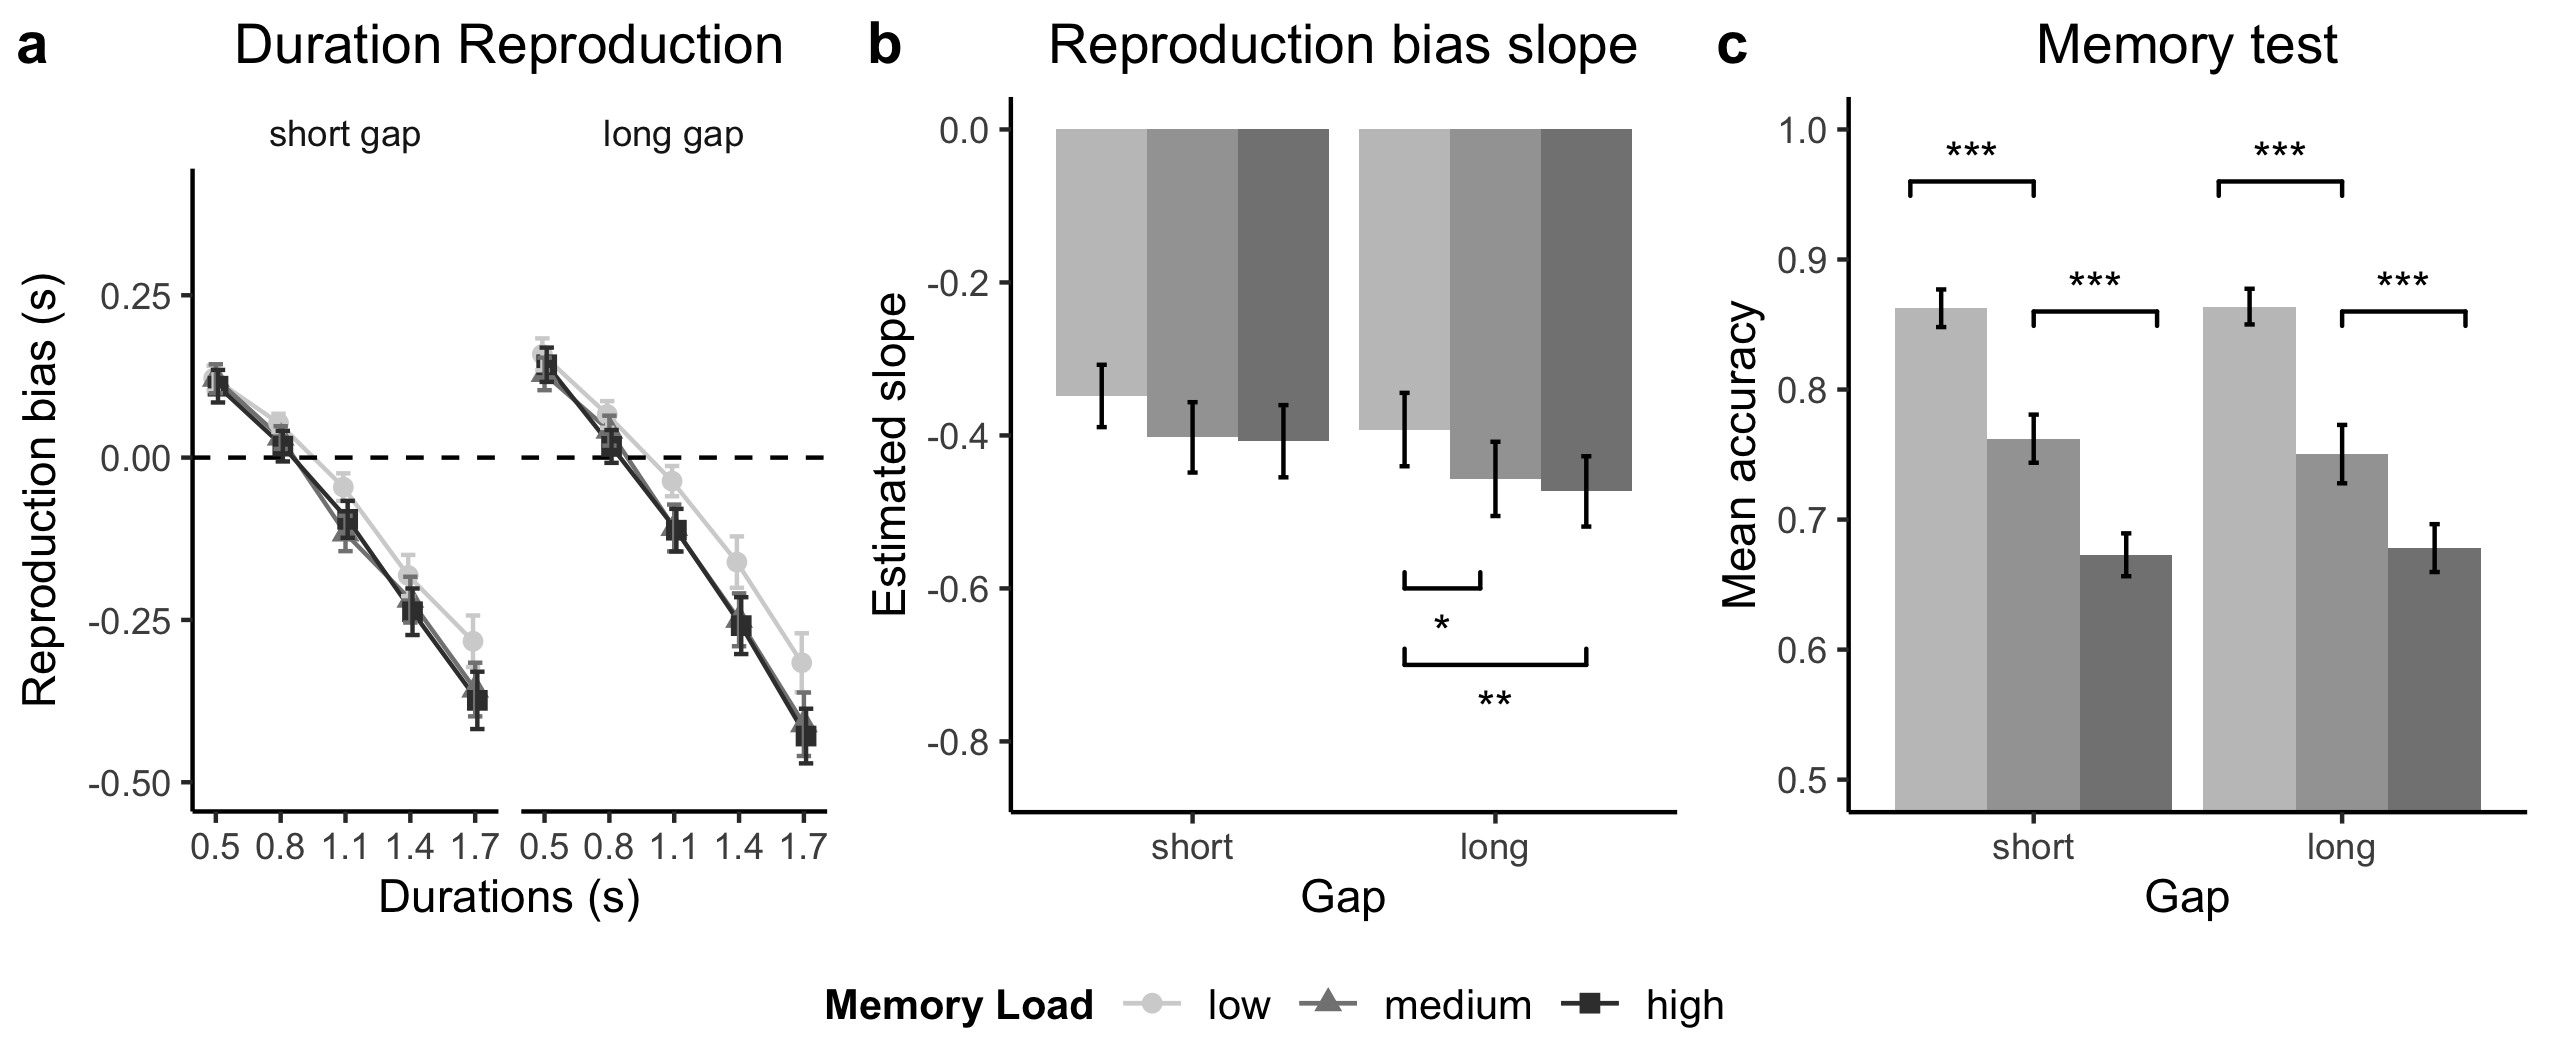 a
Duration Reproduction
short gap
long gap
Reproduction bias (s)
0.25
0.00
-0.25
-0.50
0.5 0.8 1.1 1.4 1.7
0.5 0.8 1.1 1.4 1.7
Durations (s)
b
Reproduction bias slope
Estimated slope
0.0
-0.2
-0.4
-0.6
-0.8
*
**
short
long
Gap
c
Memory test
Mean accuracy
1.0
0.9
0.8
0.7
0.6
0.5
***
***
***
***
short
long
Gap
Memory Load low medium high